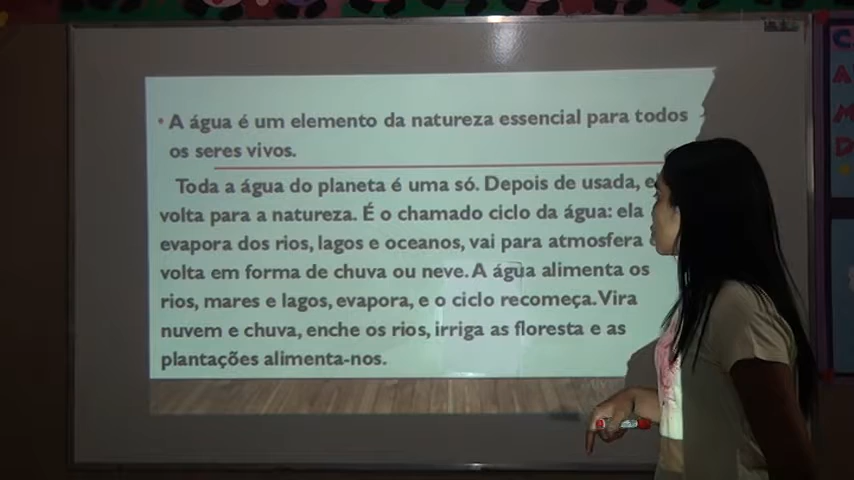 • A água é um elemento da natureza essencial para todos
os seres vivos.
Toda a água do planeta é uma só. Depois de usada,
volta para a natureza. É o chamado ciclo da água: ela
evapora dos rios, lagos e oceanos, vai para atmosfera
volta em forma de chuva ou neve. A água alimenta os
rios, mares e lagos, evapora, e o ciclo recomeça. Vira
nuvem e chuva, enche os rios, irriga as floresta e as
plantações alimenta-nos.
C
A
M
D